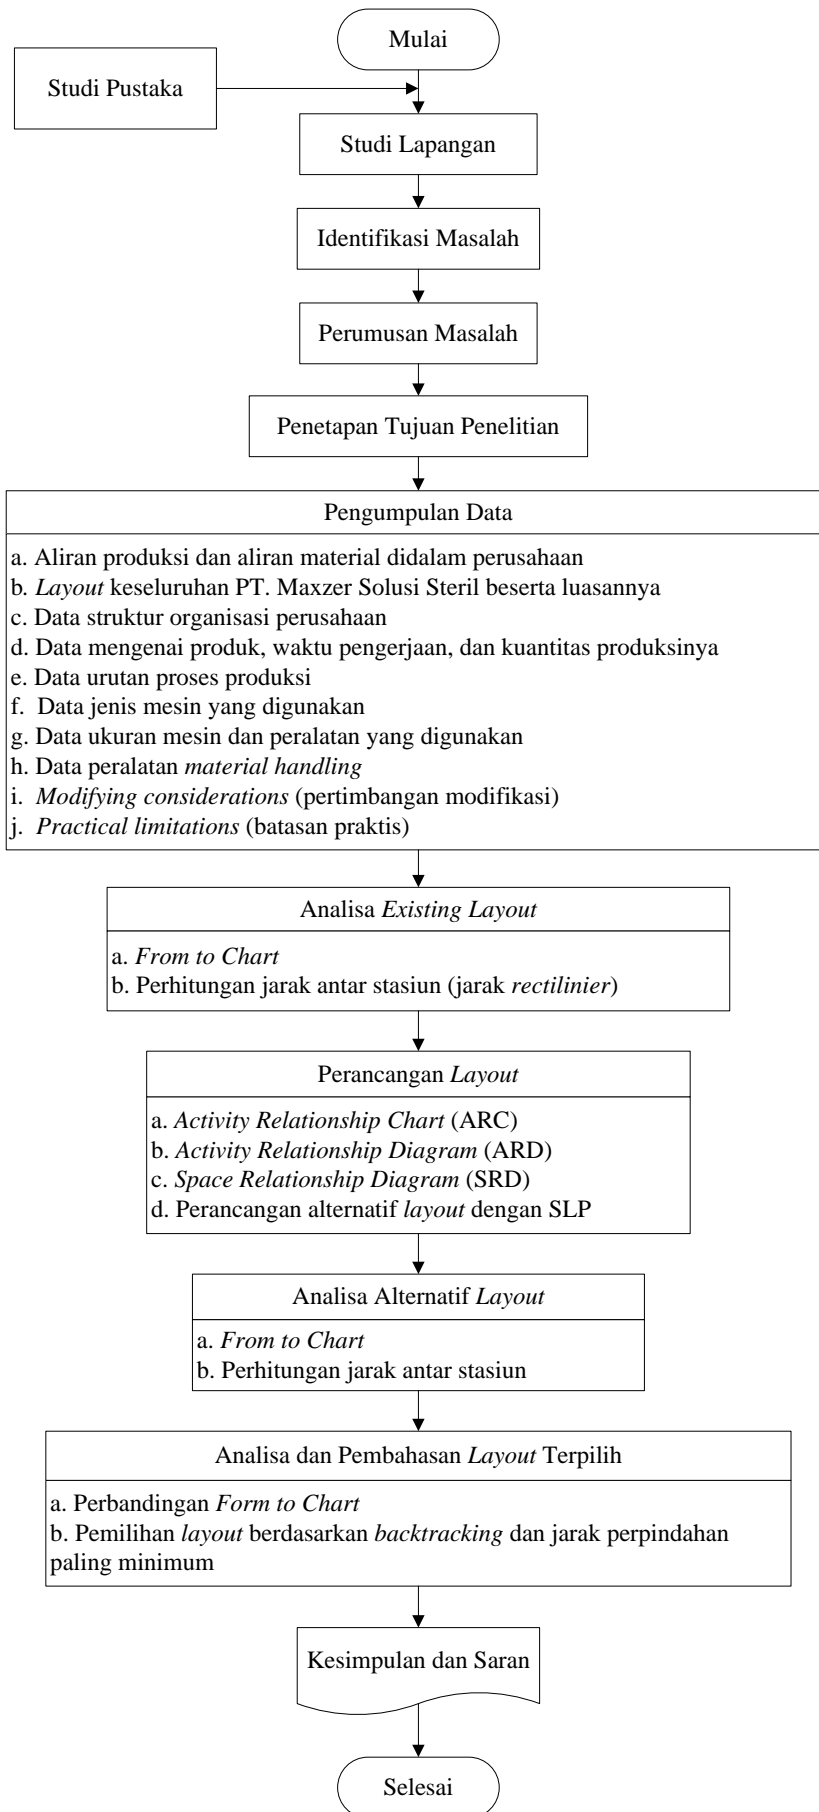 Mulai
Studi Pustaka
Studi Lapangan
Identifikasi Masalah
Perumusan Masalah
Penetapan Tujuan Penelitian
Pengumpulan Data
a. Aliran produksi dan aliran material didalam perusahaan
b. Layout keseluruhan PT. Maxzer Solusi Steril beserta luasannya
c. Data struktur organisasi perusahaan
d. Data mengenai produk, waktu pengerjaan, dan kuantitas produksinya
e. Data urutan proses produksi
f. Data jenis mesin yang digunakan
g. Data ukuran mesin dan peralatan yang digunakan
h. Data peralatan material handling
i. Modifying considerations (pertimbangan modifikasi)
j. Practical limitations (batasan praktis)
Analisa Existing Layout
a. From to Chart
b. Perhitungan jarak antar stasiun (jarak rectilinier)
Perancangan Layout
a. Activity Relationship Chart (ARC)
b. Activity Relationship Diagram (ARD)
c. Space Relationship Diagram (SRD)
d. Perancangan alternatif layout dengan SLP
Analisa Alternatif Layout
a. From to Chart
b. Perhitungan jarak antar stasiun
Analisa dan Pembahasan Layout Terpilih
a. Perbandingan Form to Chart
b. Pemilihan layout berdasarkan backtracking dan jarak perpindahan
paling minimum
Kesimpulan dan Saran
Selesai